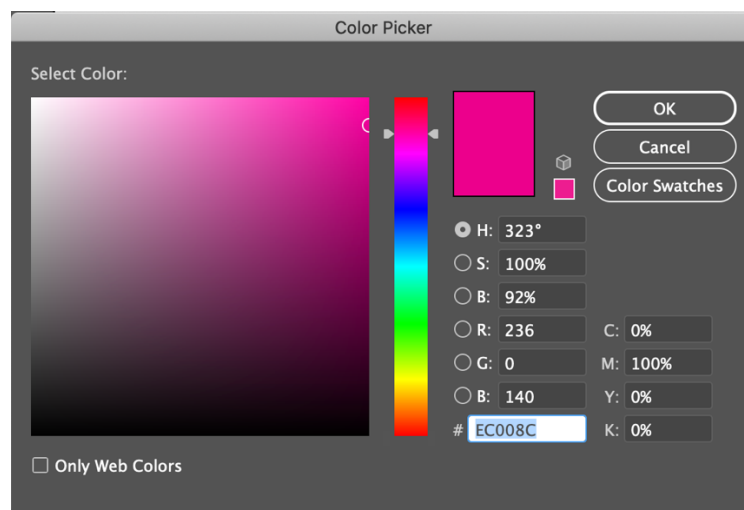 Color Picker
Select Color:
OK
Cancel
Color Swatches
H: 323°
S: 100%
B: 92%
R: 236 C: 0%
G: 0 M: 100%
B: 140 Y: 0%
# EC008C K: 0%
Only Web Colors